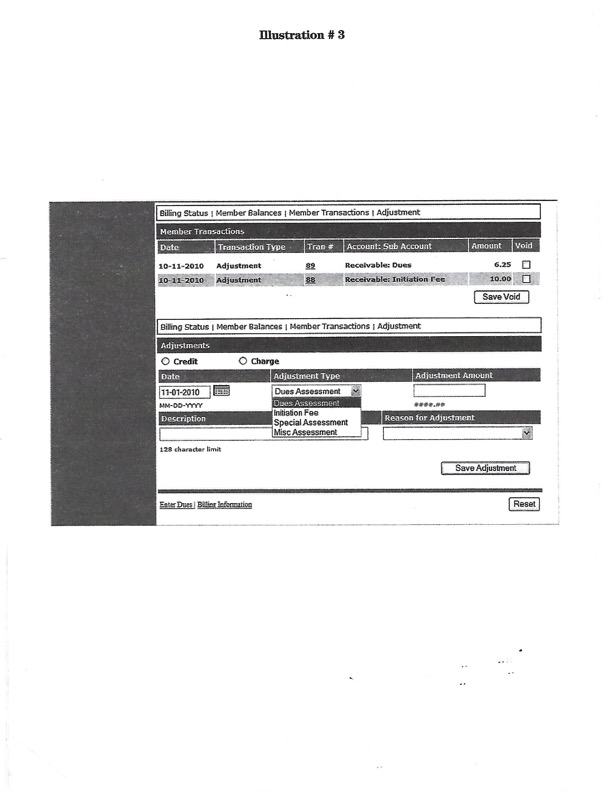 Illustration # 3
Billing Status | Member Balances | Member Transactions | Adjustment
Member Transactions
Date Transaction Type Tran # Account: Sub Account Amount Void
10-11-2010 Adjustment 89 Receivable: Dues 6.25
10-11-2010 Adjustment 88 Receivable: Initiation Fee 10.00
Save Void
Billing Status | Member Balances | Member Transactions | Adjustment
Adjustments
Credit Charge
Date Adjustment Type Adjustment Amount
11-01-2010 Dues Assessment
MM-DD-YYYY Dues Assessment ####.##
Initiation Fee
Description Special Assessment Reason for Adjustment
Misc Assessment
128 character limit
Save Adjustment
Enter Dues | Billing Information Reset